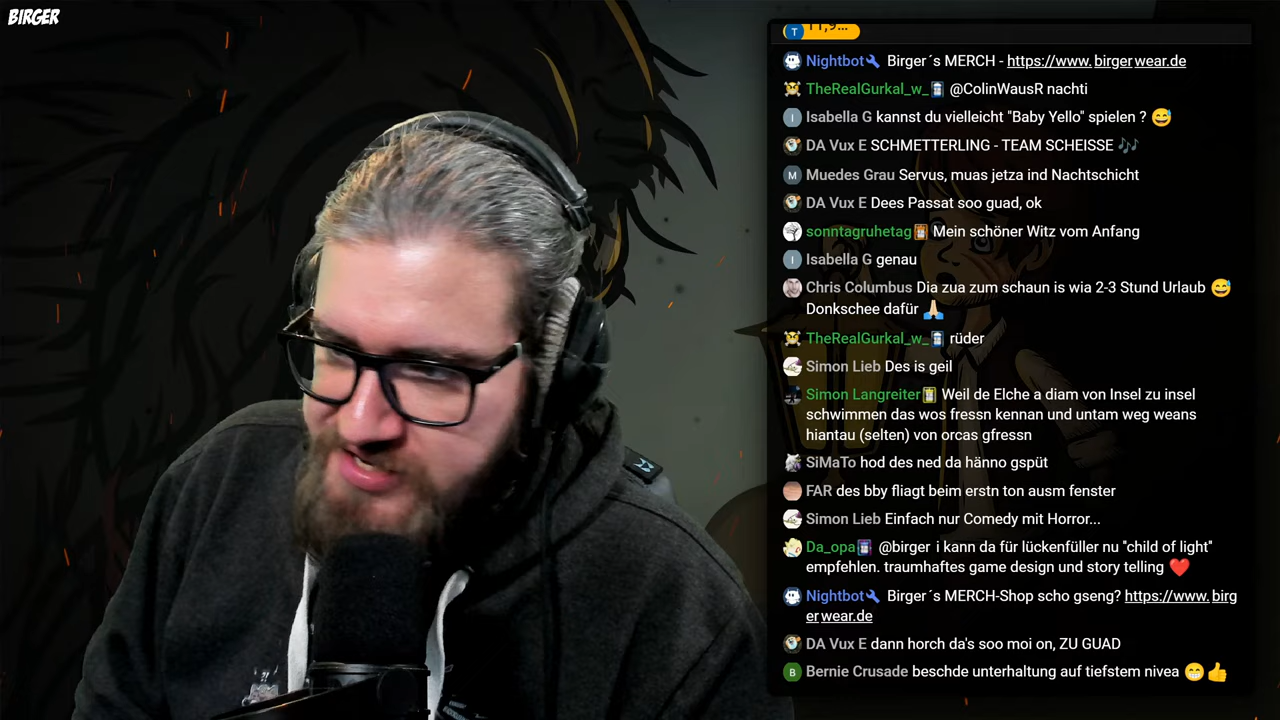 BIRGER
T 11,9...
Nightbot Birger´s MERCH - https://www.birgerwear.de
TheRealGurkal_w_ @ColinWausR nachti
I Isabella G kannst du vielleicht "Baby Yello" spielen ? 😅
DA Vux E SCHMETTERLING - TEAM SCHEISSE 🎶
M Muedes Grau Servus, muas jetza ind Nachtschicht
DA Vux E Dees Passat soo guad, ok
sonntagruhetag Mein schöner Witz vom Anfang
I Isabella G genau
Chris Columbus Dia zua zum schaun is wia 2-3 Stund Urlaub 😅
Donkschee dafür 🙏🏻
TheRealGurkal_w_ rüder
Simon Lieb Des is geil
Simon Langreiter Weil de Elche a diam von Insel zu insel
schwimmen das wos fressn kennan und untam weg weans
hiantau (selten) von orcas gfressn
SiMaTo hod des ned da hänno gspüt
FAR des bby fliagt beim erstn ton ausm fenster
Simon Lieb Einfach nur Comedy mit Horror...
Da_opa @birger i kann da für lückenfüller nu "child of light"
empfehlen. traumhaftes game design und story telling ❤️
Nightbot Birger´s MERCH-Shop scho gseng? https://www.birg
erwear.de
DA Vux E dann horch da's soo moi on, ZU GUAD
B Bernie Crusade beschde unterhaltung auf tiefstem nivea 😁👍